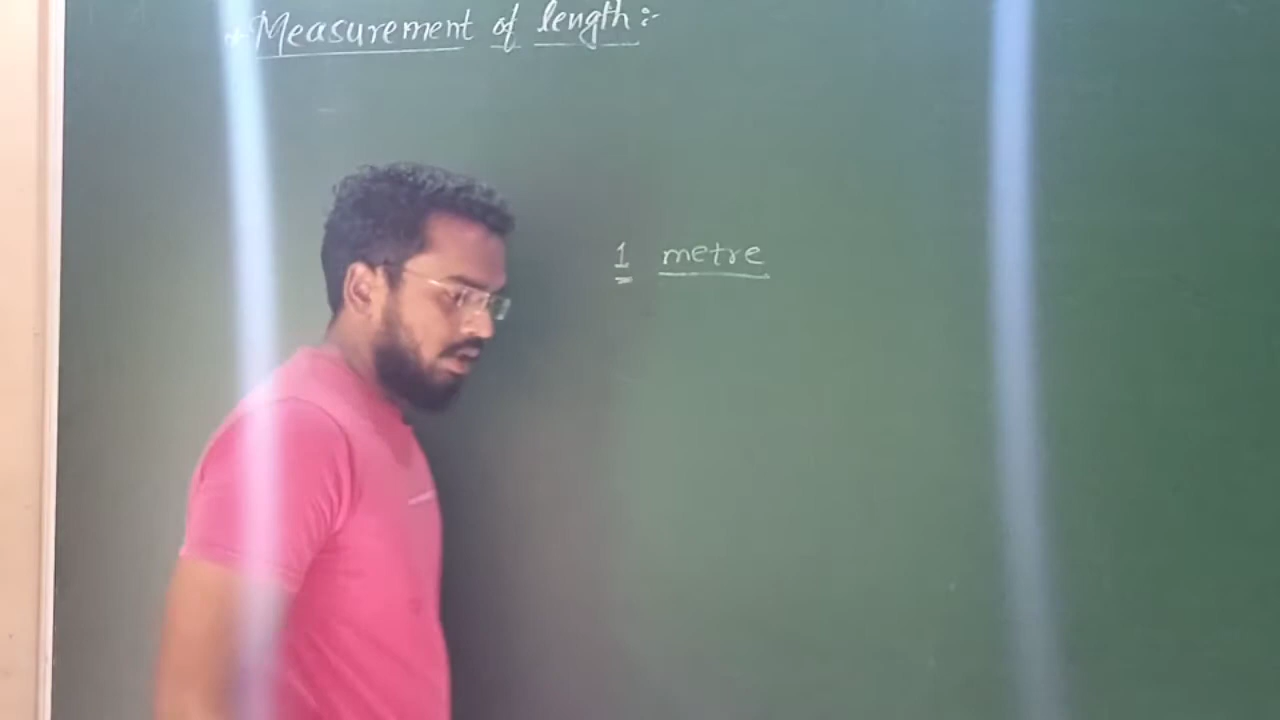 * Measurement of length :-
1 metre